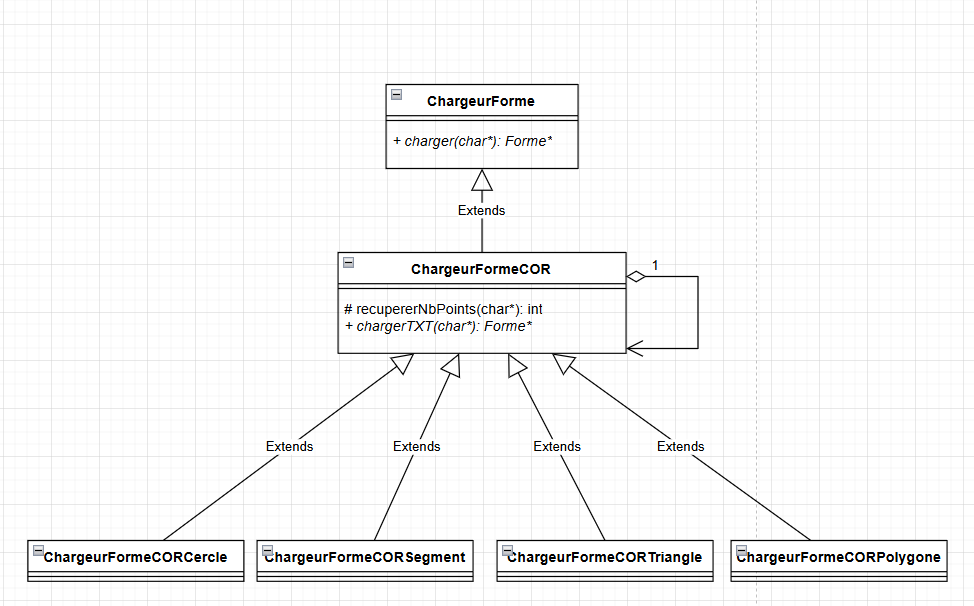 ChargeurForme
+ charger(char*): Forme*
Extends
ChargeurFormeCOR
1
# recupererNbPoints(char*): int
+ chargerTXT(char*): Forme*
Extends
Extends
Extends
Extends
ChargeurFormeCORCercle
ChargeurFormeCORSegment
ChargeurFormeCORTriangle
ChargeurFormeCORPolygone